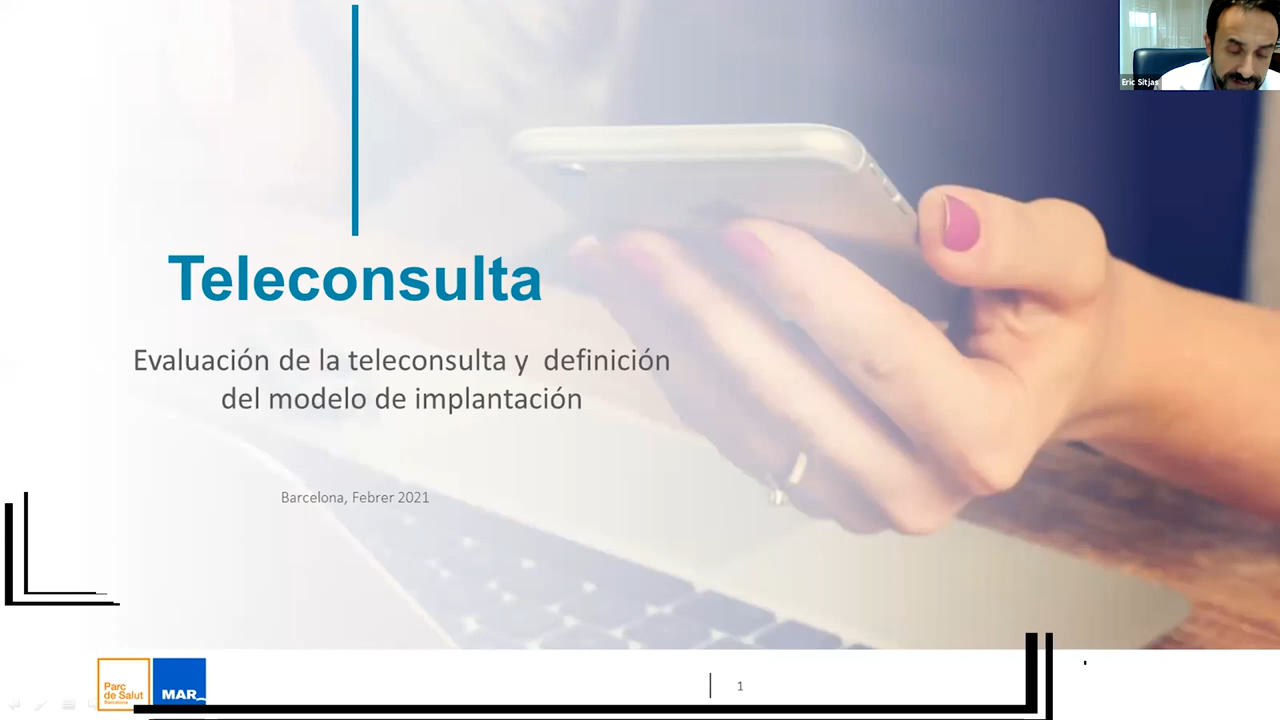 Eric Sitjas
Teleconsulta
Evaluación de la teleconsulta y definición
del modelo de implantación
Barcelona, Febrer 2021
Parc
de Salut
Barcelona
MAR
1